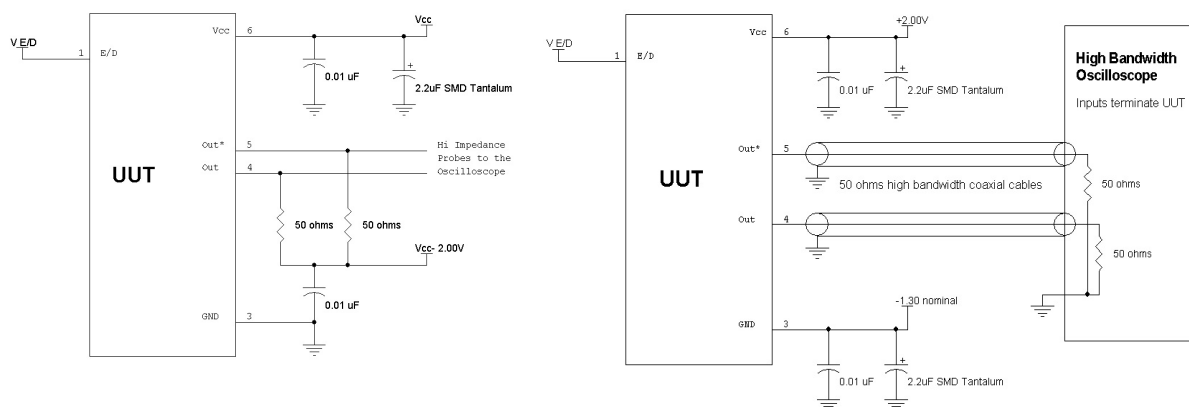 Vcc
Vcc
6
V E/D
1
E/D
0.01 uF
+
2.2uF SMD Tantalum
Out*
5
Hi Impedance
Probes to the
Oscilloscope
Out
4
UUT
50 ohms
50 ohms
Vcc- 2.00V
0.01 uF
GND
3
+2.00V
Vcc
6
V E/D
1
E/D
0.01 uF
+
2.2uF SMD Tantalum
High Bandwidth
Oscilloscope
Inputs terminate UUT
Out*
5
UUT
50 ohms high bandwidth coaxial cables
50 ohms
Out
4
50 ohms
-1.30 nominal
GND
3
0.01 uF
+
2.2uF SMD Tantalum